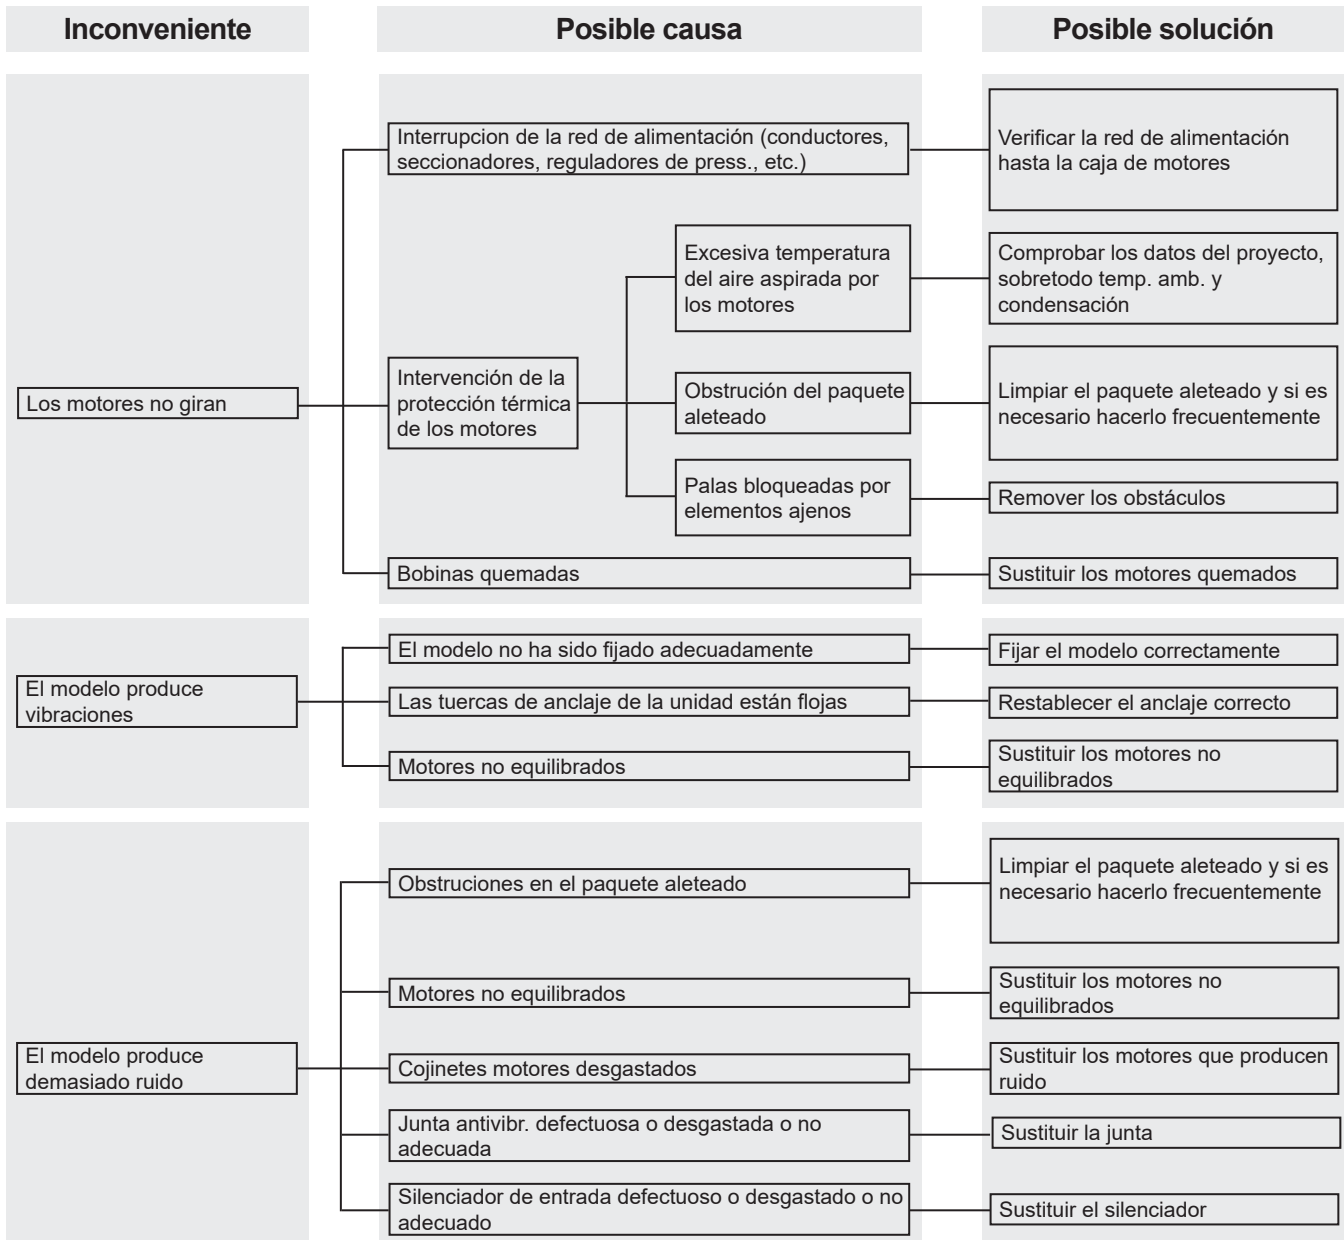 Inconveniente
Posible causa
Posible solución
Los motores no giran
Interrupcion de la red de alimentación (conductores,
seccionadores, reguladores de press., etc.)
Verificar la red de alimentación
hasta la caja de motores
Intervención de la
protección térmica
de los motores
Excesiva temperatura
del aire aspirada por
los motores
Comprobar los datos del proyecto,
sobretodo temp. amb. y
condensación
Obstrución del paquete
aleteado
Limpiar el paquete aleteado y si es
necesario hacerlo frecuentemente
Palas bloqueadas por
elementos ajenos
Remover los obstáculos
Bobinas quemadas
Sustituir los motores quemados
El modelo produce
vibraciones
El modelo no ha sido fijado adecuadamente
Fijar el modelo correctamente
Las tuercas de anclaje de la unidad están flojas
Restablecer el anclaje correcto
Motores no equilibrados
Sustituir los motores no
equilibrados
El modelo produce
demasiado ruido
Obstruciones en el paquete aleteado
Limpiar el paquete aleteado y si es
necesario hacerlo frecuentemente
Motores no equilibrados
Sustituir los motores no
equilibrados
Cojinetes motores desgastados
Sustituir los motores que producen
ruido
Junta antivibr. defectuosa o desgastada o no
adecuada
Sustituir la junta
Silenciador de entrada defectuoso o desgastado o no
adecuado
Sustituir el silenciador